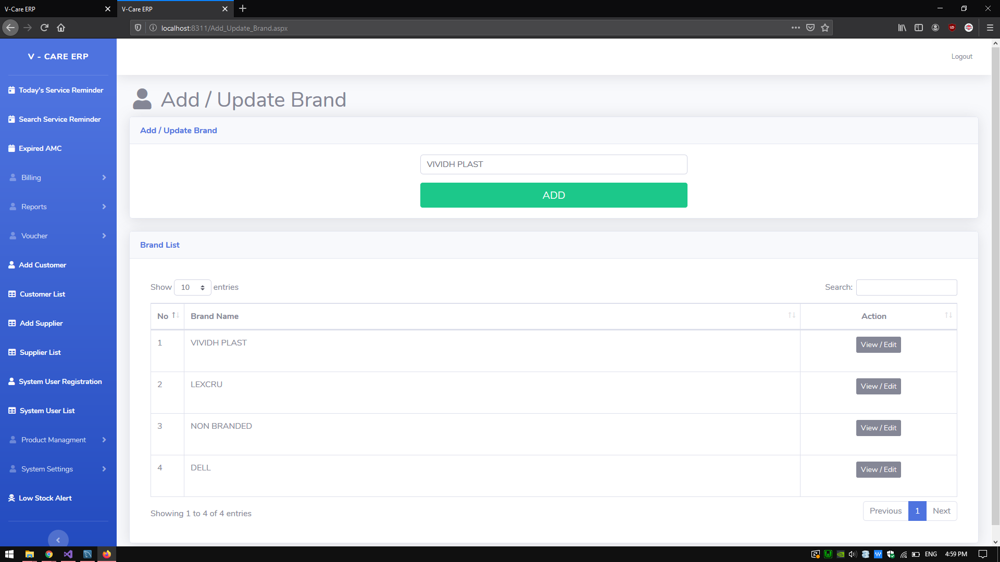 V-Care ERP
V-Care ERP
localhost:8311/Add_Update_Brand.aspx
V - CARE ERP
Logout
Today's Service Reminder
Search Service Reminder
Expired AMC
Billing
Reports
Voucher
Add Customer
Customer List
Add Supplier
Supplier List
System User Registration
System User List
Product Managment
System Settings
Low Stock Alert
Add / Update Brand
Add / Update Brand
VIVIDH PLAST
ADD
Brand List
Show 10 entries
Search:
No Brand Name Action
1 VIVIDH PLAST View / Edit
2 LEXCRU View / Edit
3 NON BRANDED View / Edit
4 DELL View / Edit
Showing 1 to 4 of 4 entries
Previous 1 Next
ENG 4:59 PM